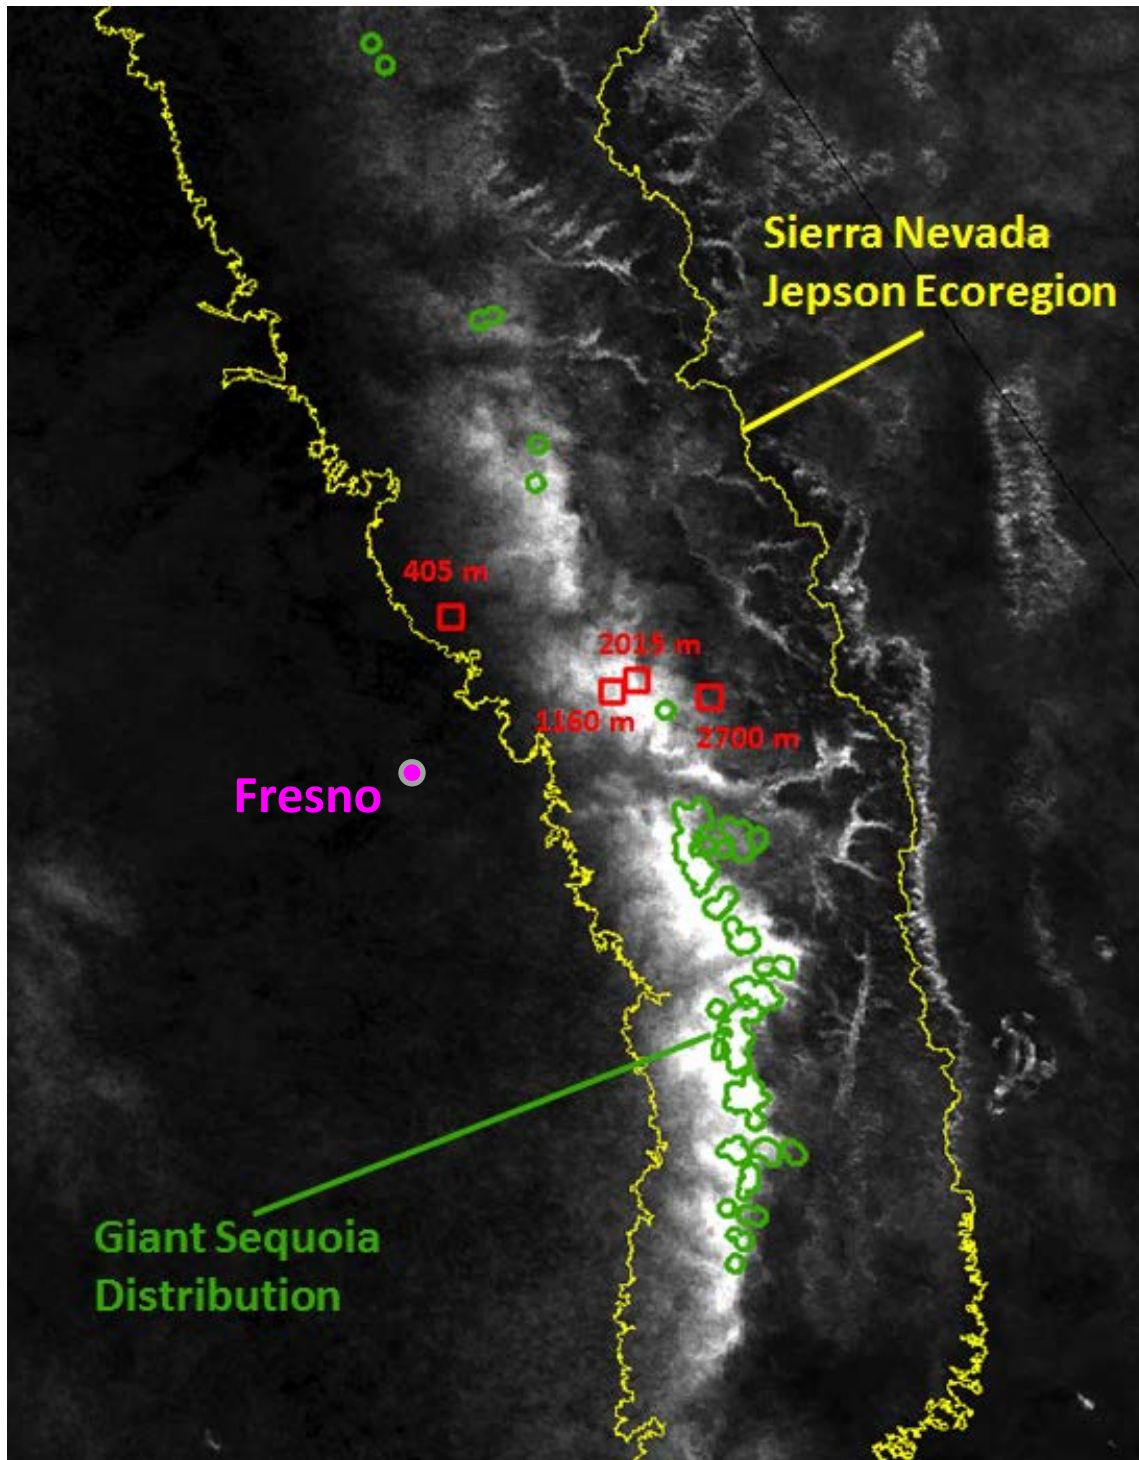 Sierra Nevada
Jepson Ecoregion
405 m
2015 m
1160 m
2700 m
Fresno
Giant Sequoia
Distribution